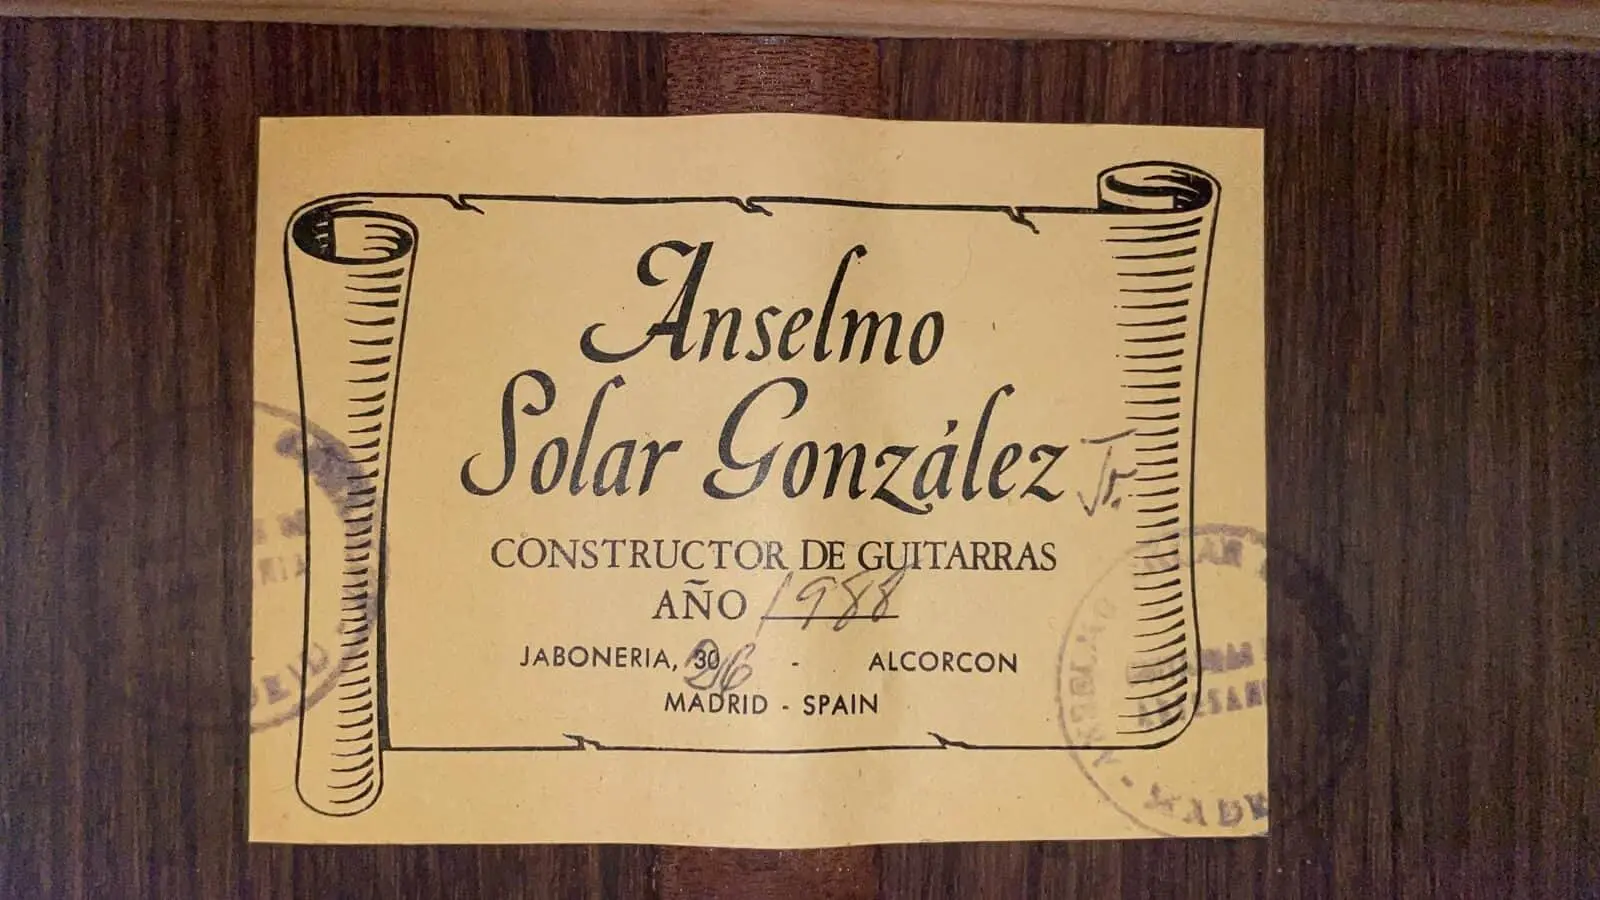 Anselmo
Solar González Jr.
CONSTRUCTOR DE GUITARRAS
AÑO 1988
JABONERIA, 30 26 - ALCORCON
MADRID - SPAIN